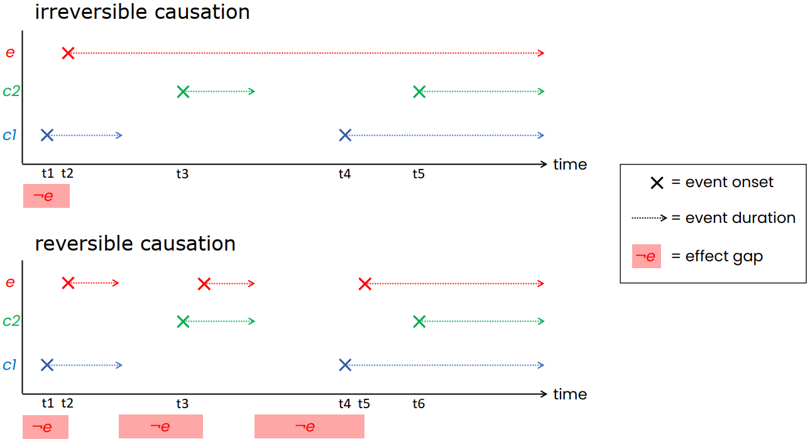 irreversible causation
e
c2
c1
t1 t2 t3 t4 t5 time
¬e
× = event onset
= event duration
¬e = effect gap
reversible causation
e
c2
c1
t1 t2 t3 t4 t5 t6 time
¬e ¬e ¬e